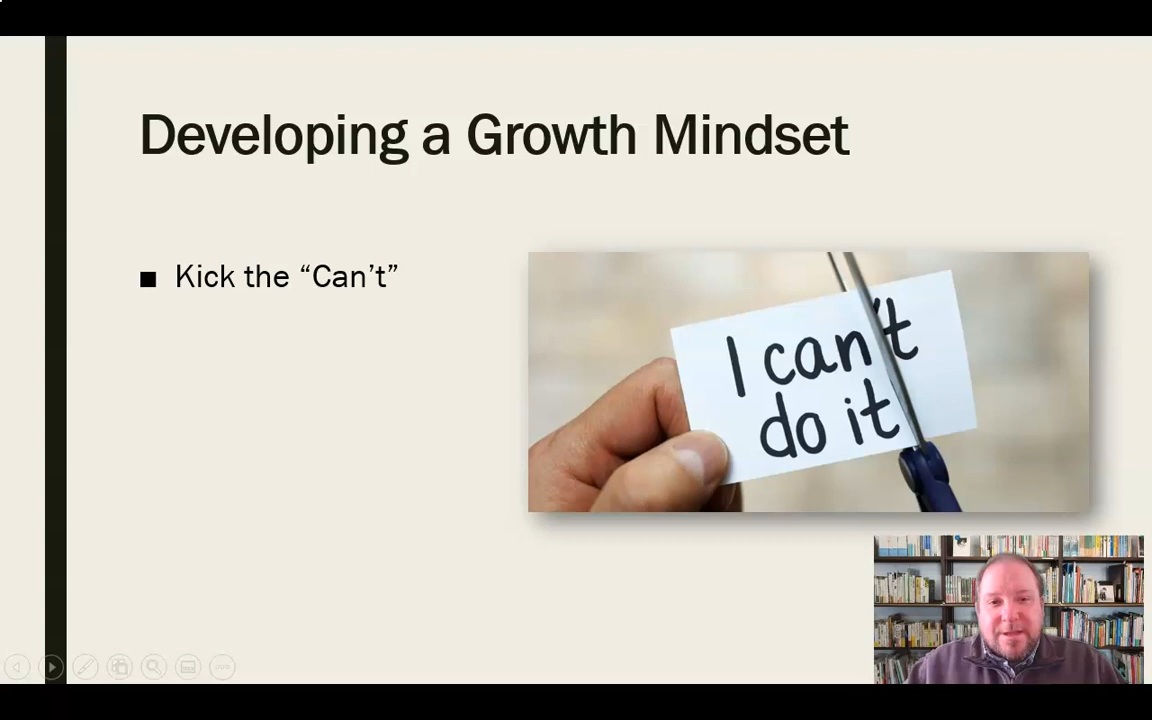 Developing a Growth Mindset
■ Kick the “Can’t”
I can't
do it